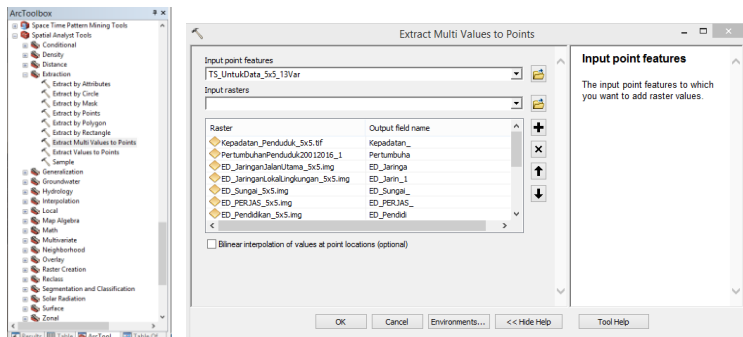 ArcToolbox
Space Time Pattern Mining Tools
Spatial Analyst Tools
Conditional
Density
Distance
Extraction
Extract by Attributes
Extract by Circle
Extract by Mask
Extract by Points
Extract by Polygon
Extract by Rectangle
Extract Multi Values to Points
Extract Values to Points
Sample
Generalization
Groundwater
Hydrology
Interpolation
Local
Map Algebra
Math
Multivariate
Neighborhood
Overlay
Raster Creation
Reclass
Segmentation and Classification
Solar Radiation
Surface
Zonal
Results Table ArcTool... Table Of
Extract Multi Values to Points
Input point features
TS_UntukData_5x5_13Var
Input rasters
Raster Output field name
Kepadatan_Penduduk_5x5.tif Kepadatan_
PertumbuhanPenduduk20012016_1 Pertumbuha
ED_JaringanJalanUtama_5x5.img ED_Jaringa
ED_JaringanLokalLingkungan_5x5.img ED_Jarin_1
ED_Sungai_5x5.img ED_Sungai_
ED_PERJAS_5x5.img ED_PERJAS_
ED_Pendidikan_5x5.img ED_Pendidi
Bilinear interpolation of values at point locations (optional)
OK Cancel Environments... << Hide Help Tool Help
Input point features
The input point features to which
you want to add raster values.